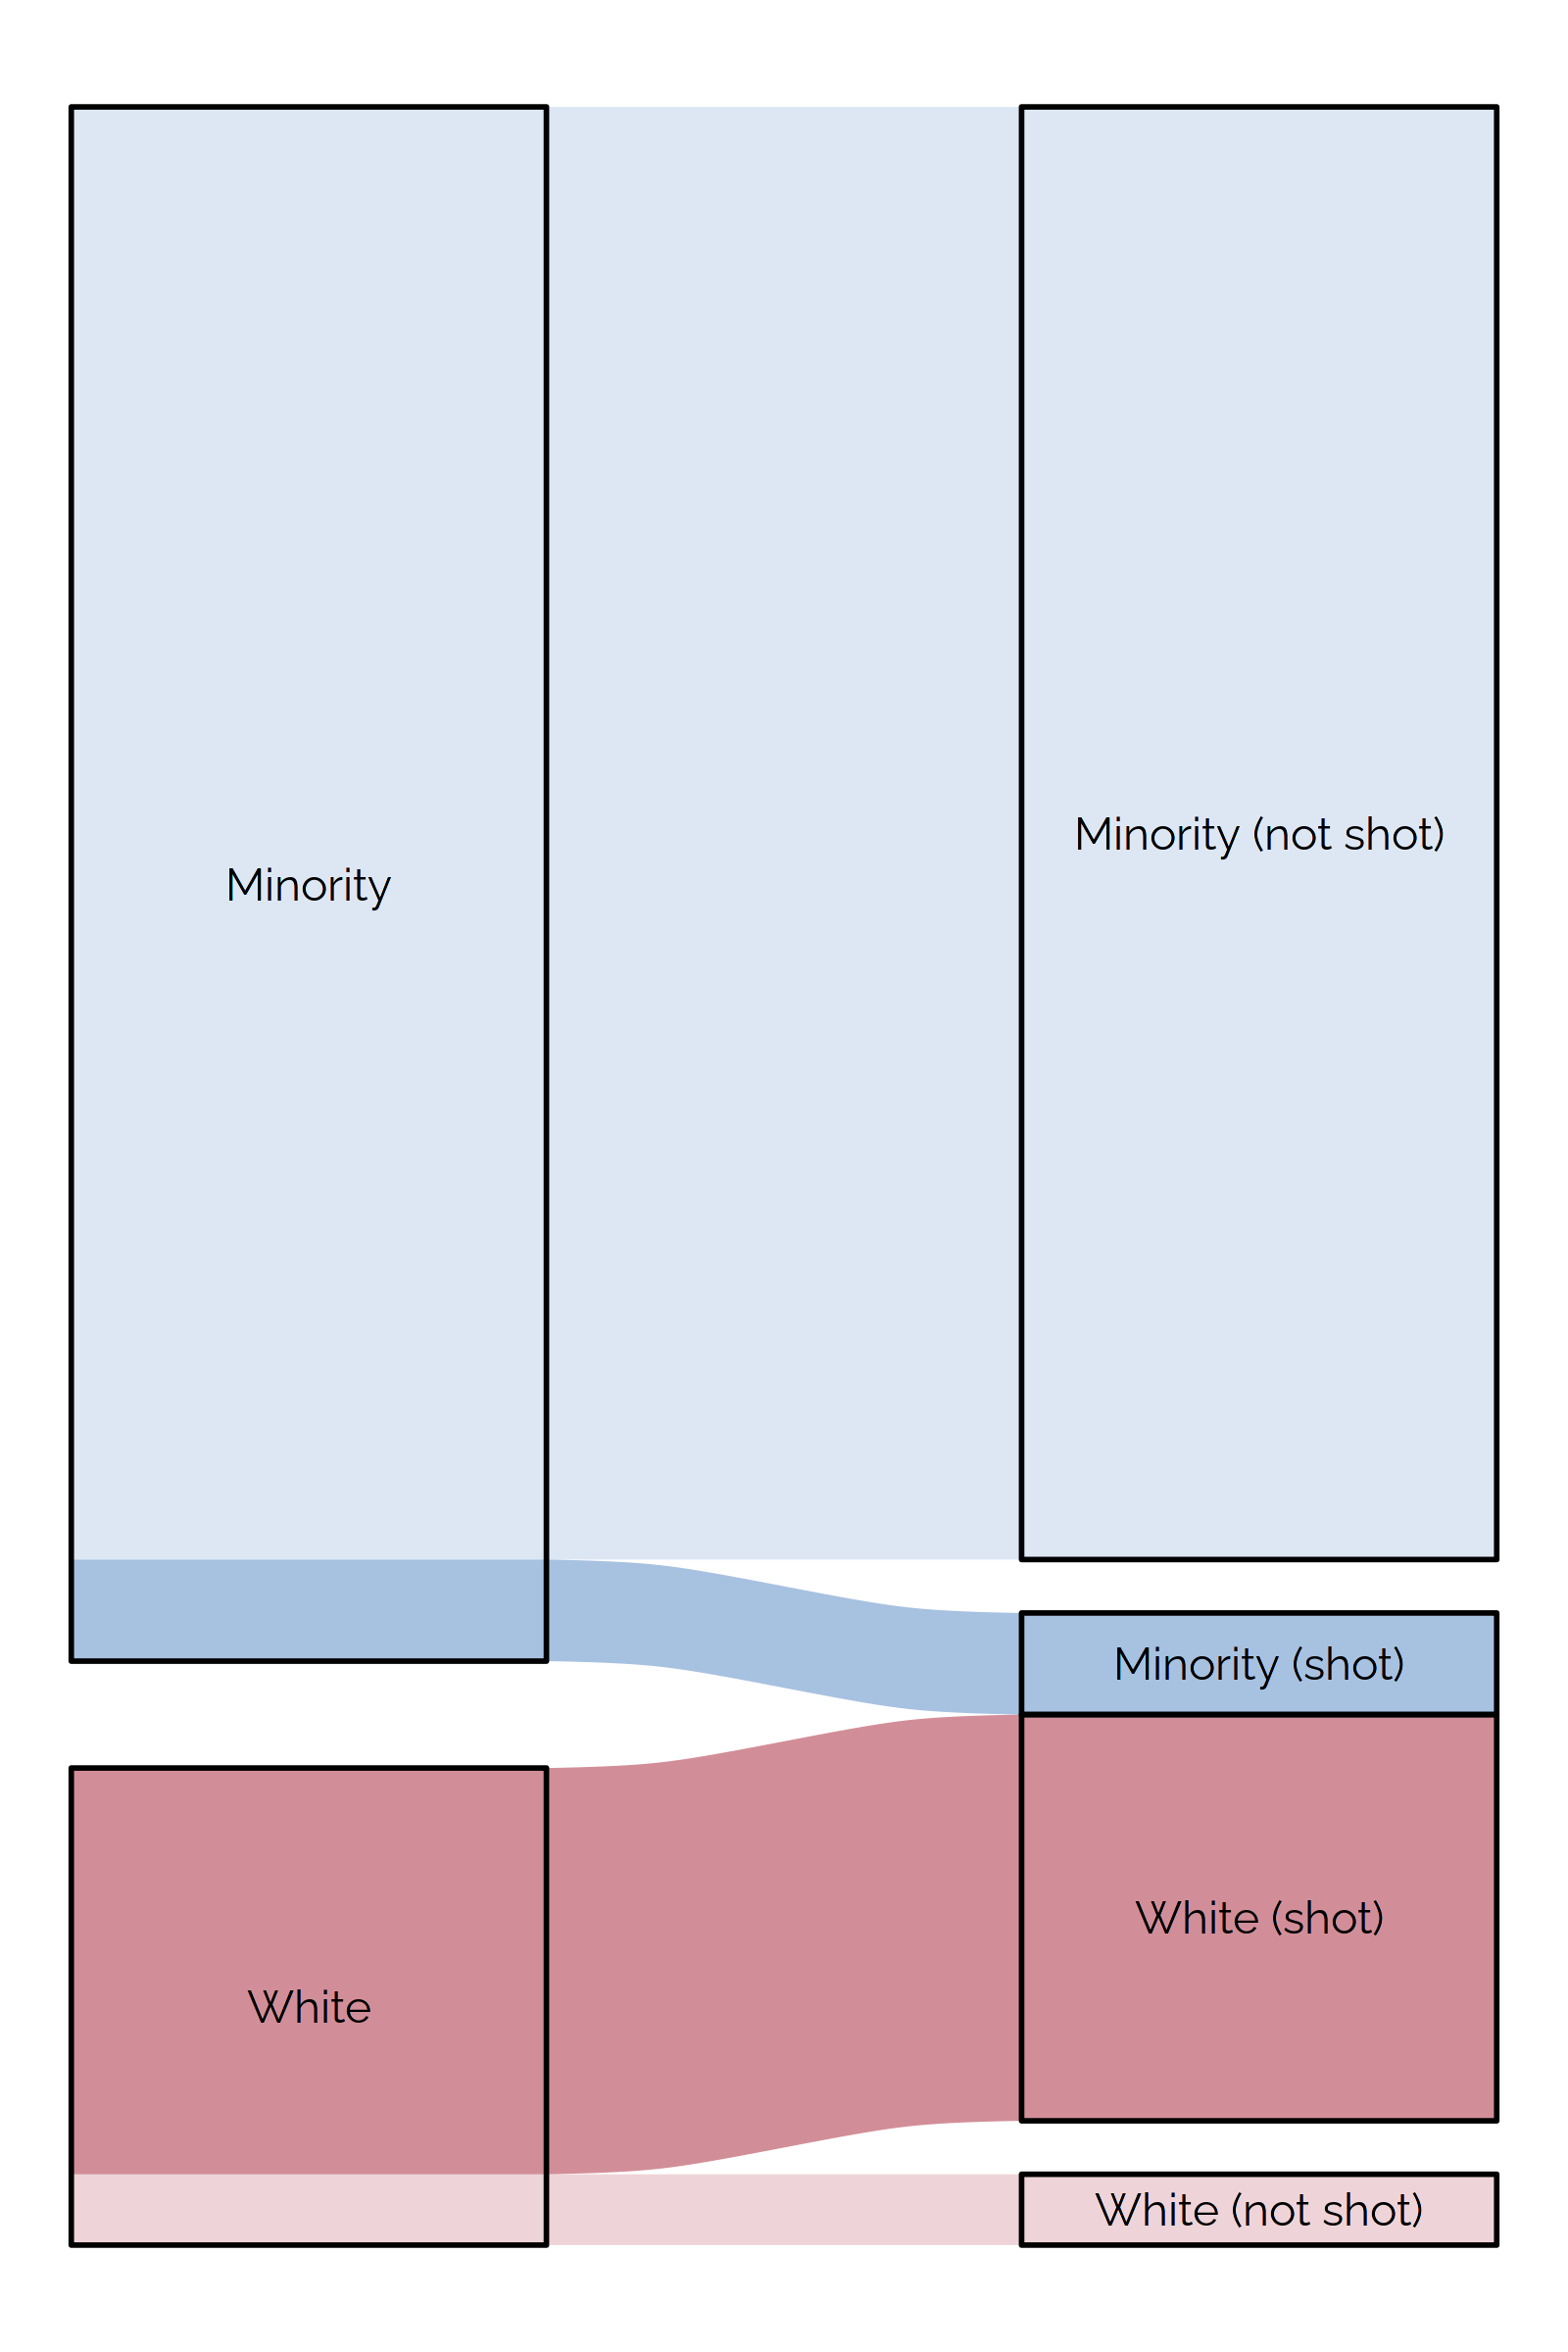 Minority
Minority (not shot)
Minority (shot)
White (shot)
White
White (not shot)